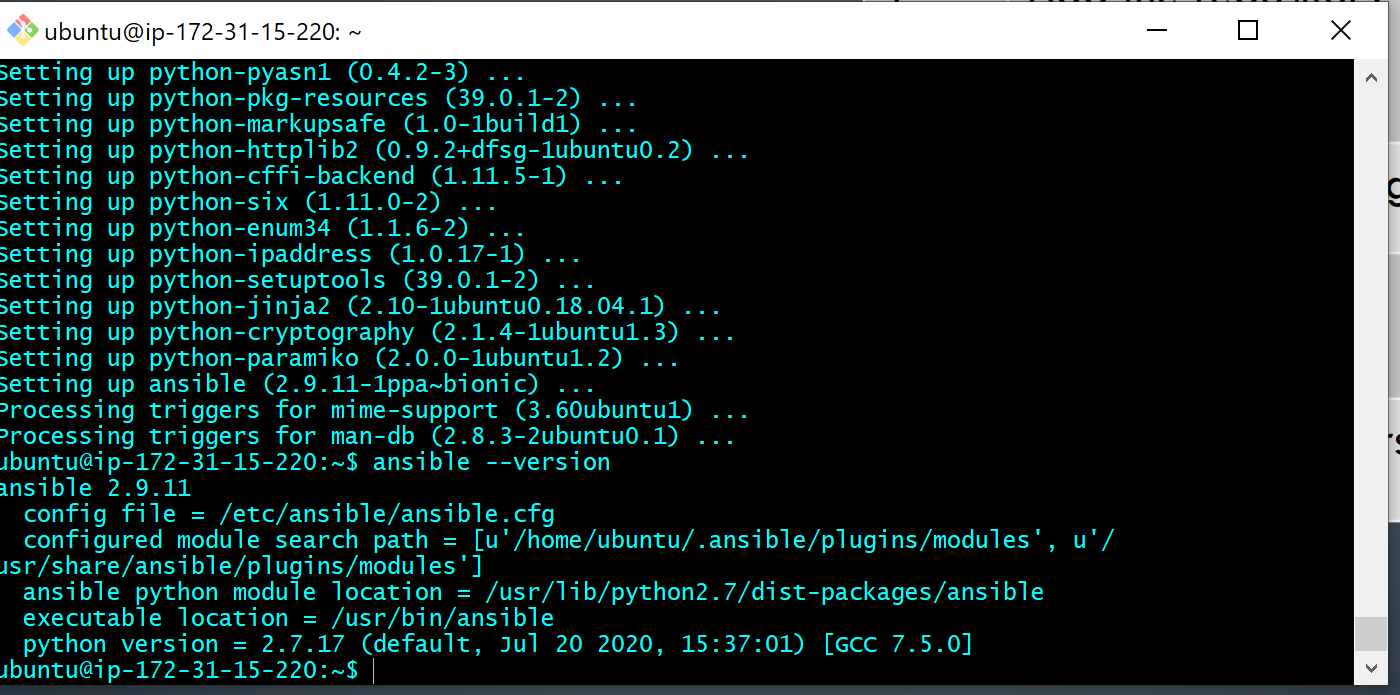 ubuntu@ip-172-31-15-220: ~
Setting up python-pyasn1 (0.4.2-3) ...
Setting up python-pkg-resources (39.0.1-2) ...
Setting up python-markupsafe (1.0-1build1) ...
Setting up python-httplib2 (0.9.2+dfsg-1ubuntu0.2) ...
Setting up python-cffi-backend (1.11.5-1) ...
Setting up python-six (1.11.0-2) ...
Setting up python-enum34 (1.1.6-2) ...
Setting up python-ipaddress (1.0.17-1) ...
Setting up python-setuptools (39.0.1-2) ...
Setting up python-jinja2 (2.10-1ubuntu0.18.04.1) ...
Setting up python-cryptography (2.1.4-1ubuntu1.3) ...
Setting up python-paramiko (2.0.0-1ubuntu1.2) ...
Setting up ansible (2.9.11-1ppa~bionic) ...
Processing triggers for mime-support (3.60ubuntu1) ...
Processing triggers for man-db (2.8.3-2ubuntu0.1) ...
ubuntu@ip-172-31-15-220:~$ ansible --version
ansible 2.9.11
  config file = /etc/ansible/ansible.cfg
  configured module search path = [u'/home/ubuntu/.ansible/plugins/modules', u'/
usr/share/ansible/plugins/modules']
  ansible python module location = /usr/lib/python2.7/dist-packages/ansible
  executable location = /usr/bin/ansible
  python version = 2.7.17 (default, Jul 20 2020, 15:37:01) [GCC 7.5.0]
ubuntu@ip-172-31-15-220:~$